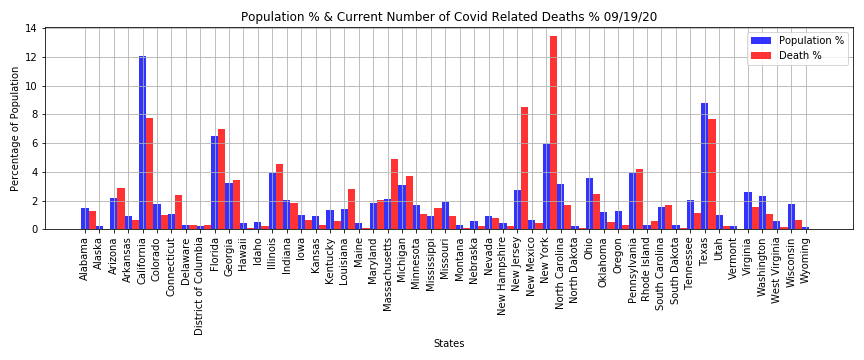 Population % & Current Number of Covid Related Deaths % 09/19/20
Population %
Death %
Percentage of Population
14
12
10
8
6
4
2
0
Alabama
Alaska
Arizona
Arkansas
California
Colorado
Connecticut
Delaware
District of Columbia
Florida
Georgia
Hawaii
Idaho
Illinois
Indiana
Iowa
Kansas
Kentucky
Louisiana
Maine
Maryland
Massachusetts
Michigan
Minnesota
Mississippi
Missouri
Montana
Nebraska
Nevada
New Hampshire
New Jersey
New Mexico
New York
North Carolina
North Dakota
Ohio
Oklahoma
Oregon
Pennsylvania
Rhode Island
South Carolina
South Dakota
Tennessee
Texas
Utah
Vermont
Virginia
Washington
West Virginia
Wisconsin
Wyoming
States